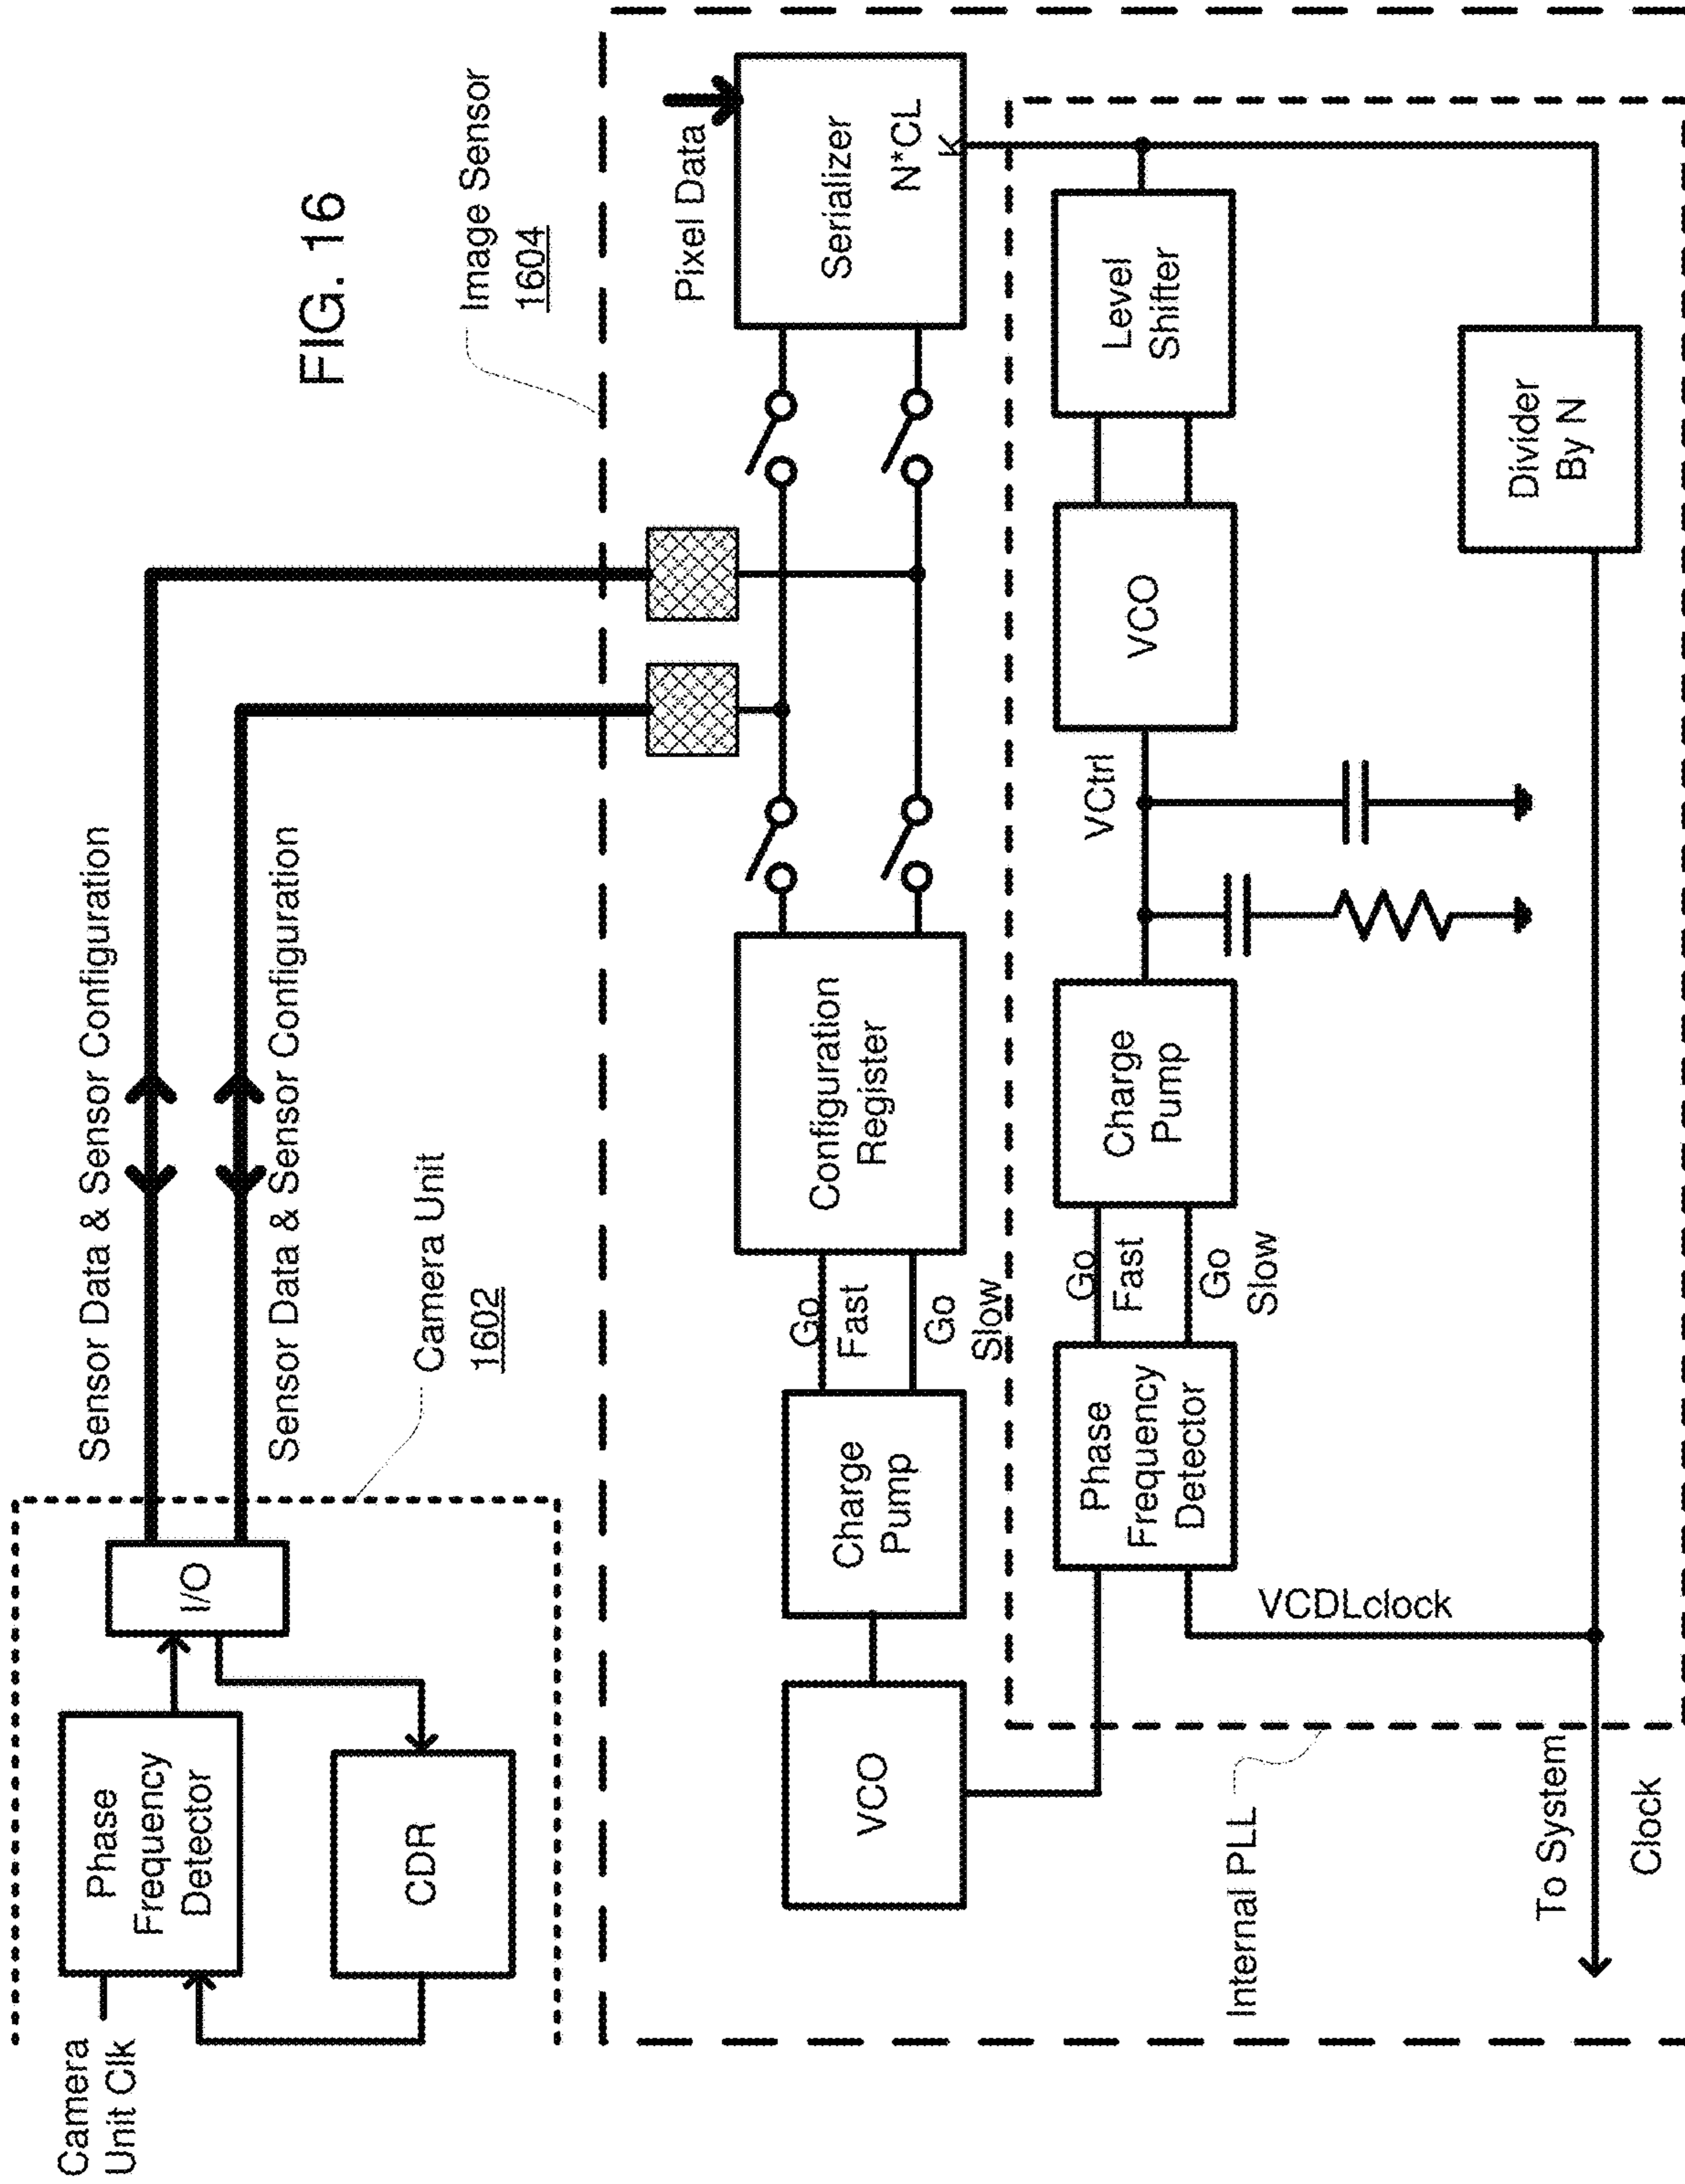 FIG. 16
Camera
Unit Clk
Phase
Frequency
Detector
I/O
CDR
Camera Unit
1602
Sensor Data & Sensor Configuration
Sensor Data & Sensor Configuration
Image Sensor
1604
Pixel Data
VCO
Charge
Pump
Go
Fast
Go
Slow
Configuration
Register
Serializer
N*CL
K
Internal PLL
Phase
Frequency
Detector
Go
Fast
Go
Slow
Charge
Pump
VCtrl
VCO
Level
Shifter
VCDLclock
Divider
By N
To System
Clock